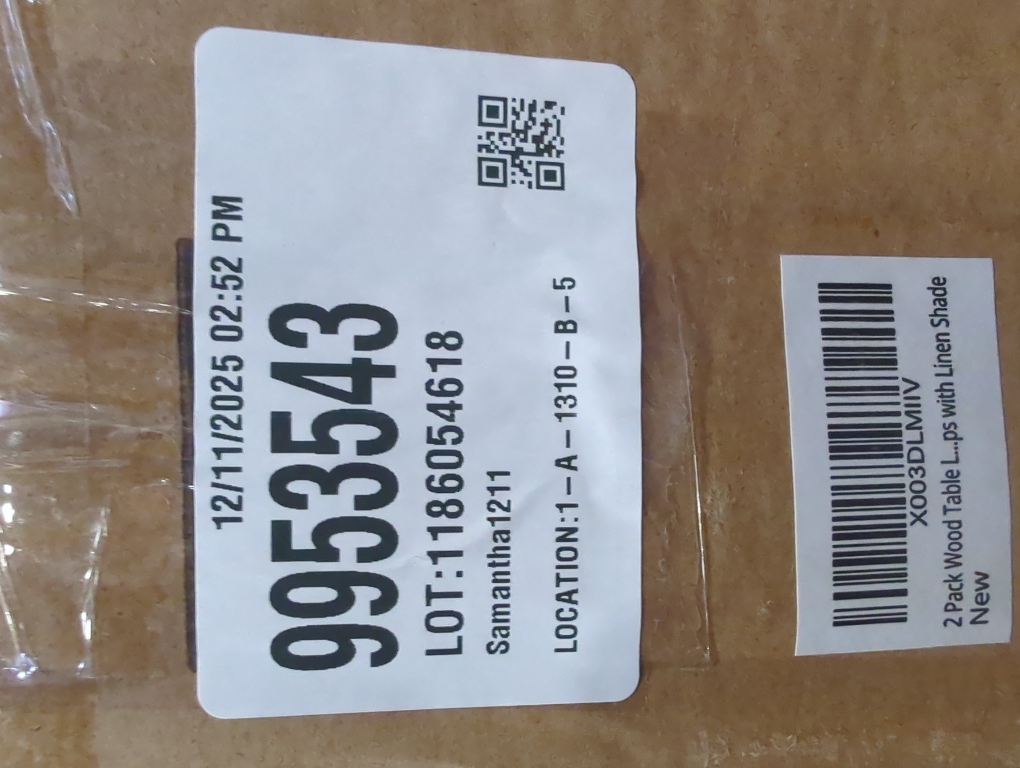 12/11/2025 02:52 PM
9953543
LOT:1186054618
Samantha1211
LOCATION:1-A-1310-B-5
X003DLMIIV
2 Pack Wood Table L...ps with Linen Shade
New